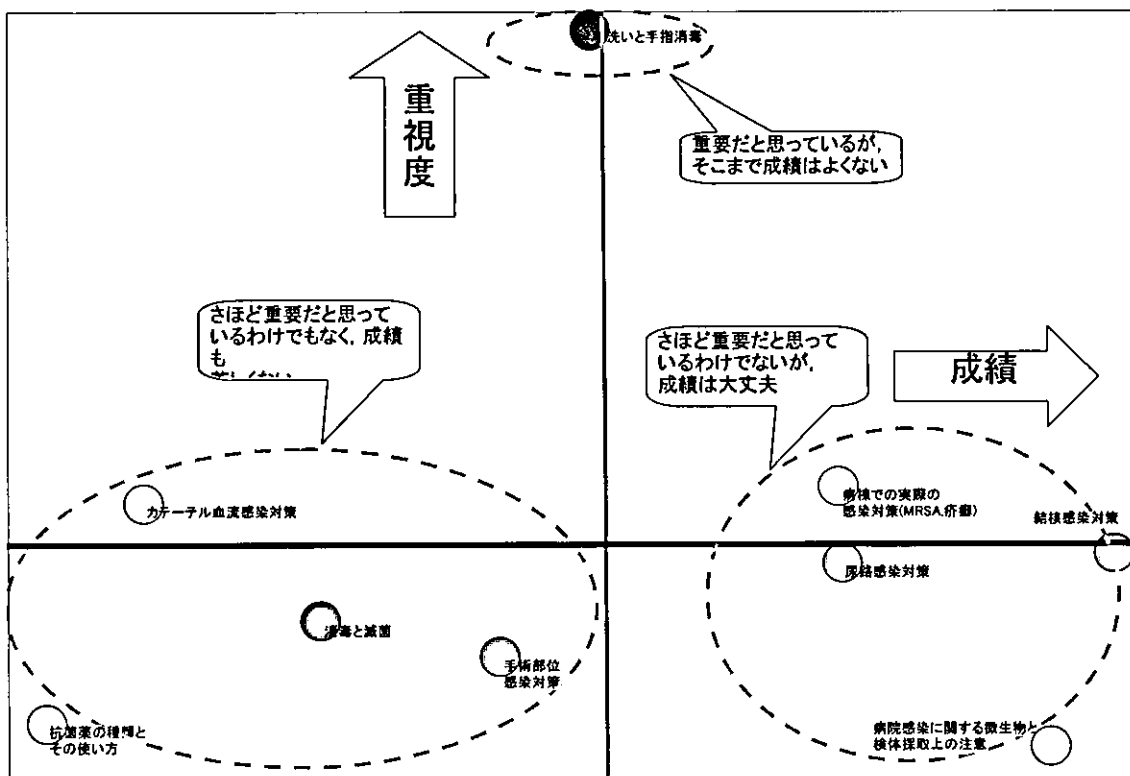 洗いと手指消毒
重視度
重要だと思っているが,
そこまで成績はよくない
さほど重要だと思って
いるわけでもなく, 成績
も
さほど重要だと思って
いるわけでないが,
成績は大丈夫
成績
カテーテル血流感染対策
病棟での実際の
感染対策(MRSA,疥癬)
結核感染対策
尿路感染対策
消毒と滅菌
手術部位
感染対策
抗菌薬の種類と
その使い方
病院感染に関する微生物と
検体採取上の注意